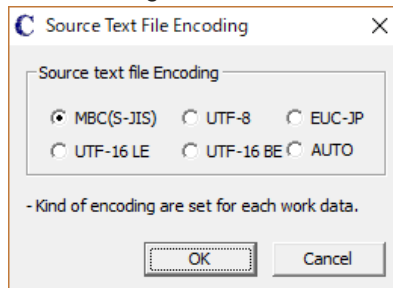 Source Text File Encoding
Source text file Encoding
MBC(S-JIS) UTF-8 EUC-JP
UTF-16 LE UTF-16 BE AUTO
- Kind of encoding are set for each work data.
OK Cancel